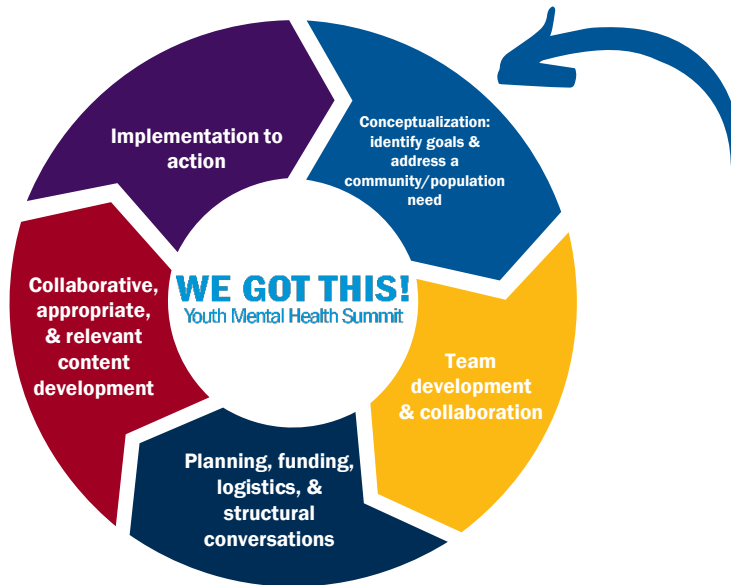 Conceptualization:
identify goals &
address a
community/population
need
Team
development
& collaboration
Planning, funding,
logistics, &
structural
conversations
Collaborative,
appropriate,
& relevant
content
development
Implementation to
action
WE GOT THIS!
Youth Mental Health Summit